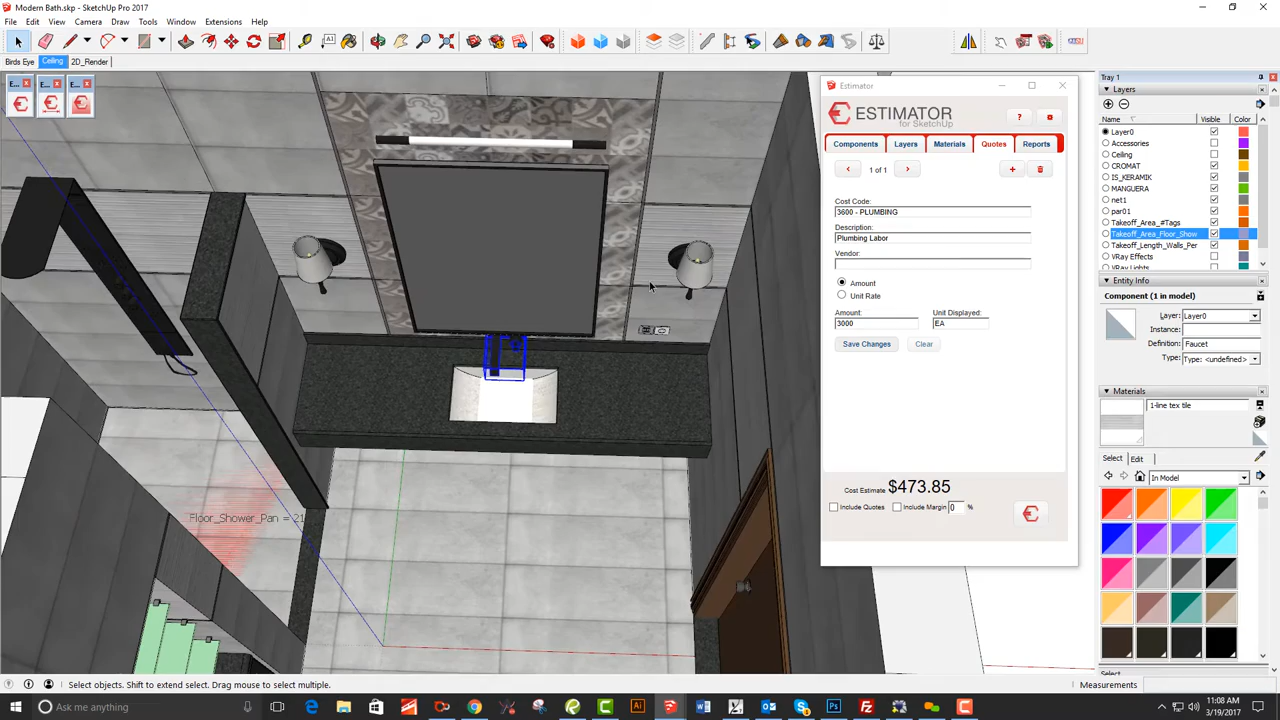 Modern Bath.skp - SketchUp Pro 2017
File Edit View Camera Draw Tools Window Extensions Help
Birds Eye Ceiling 2D_Render
E... E... E...
Floor_Shower_Pan = 21
Estimator
ESTIMATOR
for SketchUp
?
Components Layers Materials Quotes Reports
1 of 1
Cost Code:
3600 - PLUMBING
Description:
Plumbing Labor
Vendor:
Amount
Unit Rate
Amount: Unit Displayed:
3000 EA
Save Changes Clear
Cost Estimate $473.85
Include Quotes Include Margin 0 %
Tray 1
Layers
Name Visible Color
Layer0
Accessories
Ceiling
CROMAT
IS_KERAMIK
MANGUERA
net1
par01
Takeoff_Area_#Tags
Takeoff_Area_Floor_Show
Takeoff_Length_Walls_Per
VRay Effects
VRay Lights
Entity Info
Component (1 in model)
Layer: Layer0
Instance:
Definition: Faucet
Type: Type: <undefined>
Materials
1-line tex tile
Select Edit
In Model
Select
Select objects. Shift to extend select. Drag mouse to select multiple.
Measurements
Ask me anything
11:08 AM
3/19/2017